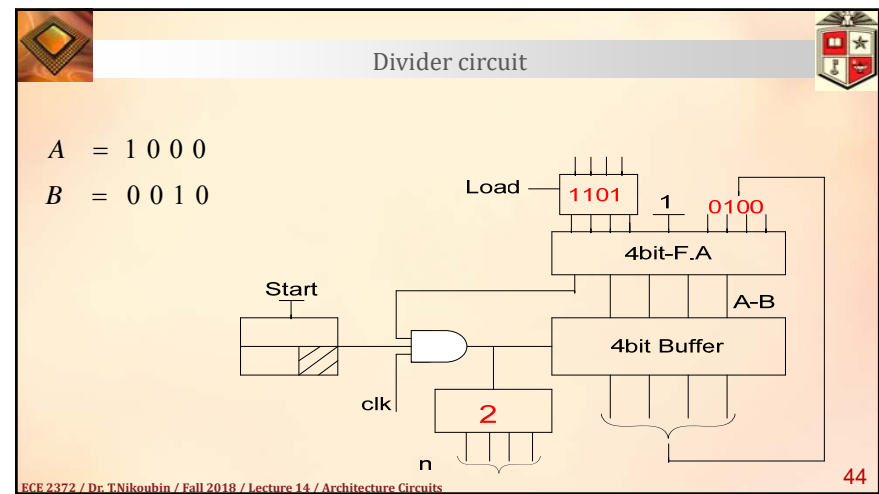 Divider circuit
A = 1 0 0 0
B = 0 0 1 0
Load
1101
1
0100
4bit-F.A
Start
A-B
4bit Buffer
clk
2
n
ECE 2372 / Dr. T.Nikoubin / Fall 2018 / Lecture 14 / Architecture Circuits
44